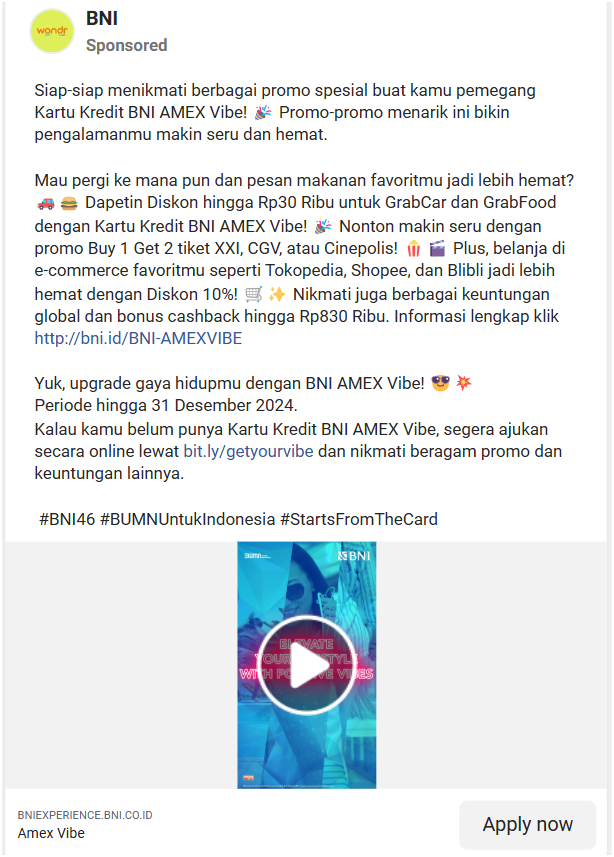 wondr
BNI
Sponsored
Siap-siap menikmati berbagai promo spesial buat kamu pemegang
Kartu Kredit BNI AMEX Vibe! 🎉 Promo-promo menarik ini bikin
pengalamanmu makin seru dan hemat.
Mau pergi ke mana pun dan pesan makanan favoritmu jadi lebih hemat?
🚗 🍔 Dapetin Diskon hingga Rp30 Ribu untuk GrabCar dan GrabFood
dengan Kartu Kredit BNI AMEX Vibe! 🎉 Nonton makin seru dengan
promo Buy 1 Get 2 tiket XXI, CGV, atau Cinepolis! 🍿 🎬 Plus, belanja di
e-commerce favoritmu seperti Tokopedia, Shopee, dan Blibli jadi lebih
hemat dengan Diskon 10%! 🛒 ✨ Nikmati juga berbagai keuntungan
global dan bonus cashback hingga Rp830 Ribu. Informasi lengkap klik
http://bni.id/BNI-AMEXVIBE
Yuk, upgrade gaya hidupmu dengan BNI AMEX Vibe! 😎 💥
Periode hingga 31 Desember 2024.
Kalau kamu belum punya Kartu Kredit BNI AMEX Vibe, segera ajukan
secara online lewat bit.ly/getyourvibe dan nikmati beragam promo dan
keuntungan lainnya.
#BNI46 #BUMNUntukIndonesia #StartsFromTheCard
BUMN
BNI
ELEVATE
WITH VIBES
BNIEXPERIENCE.BNI.CO.ID
Amex Vibe
Apply now